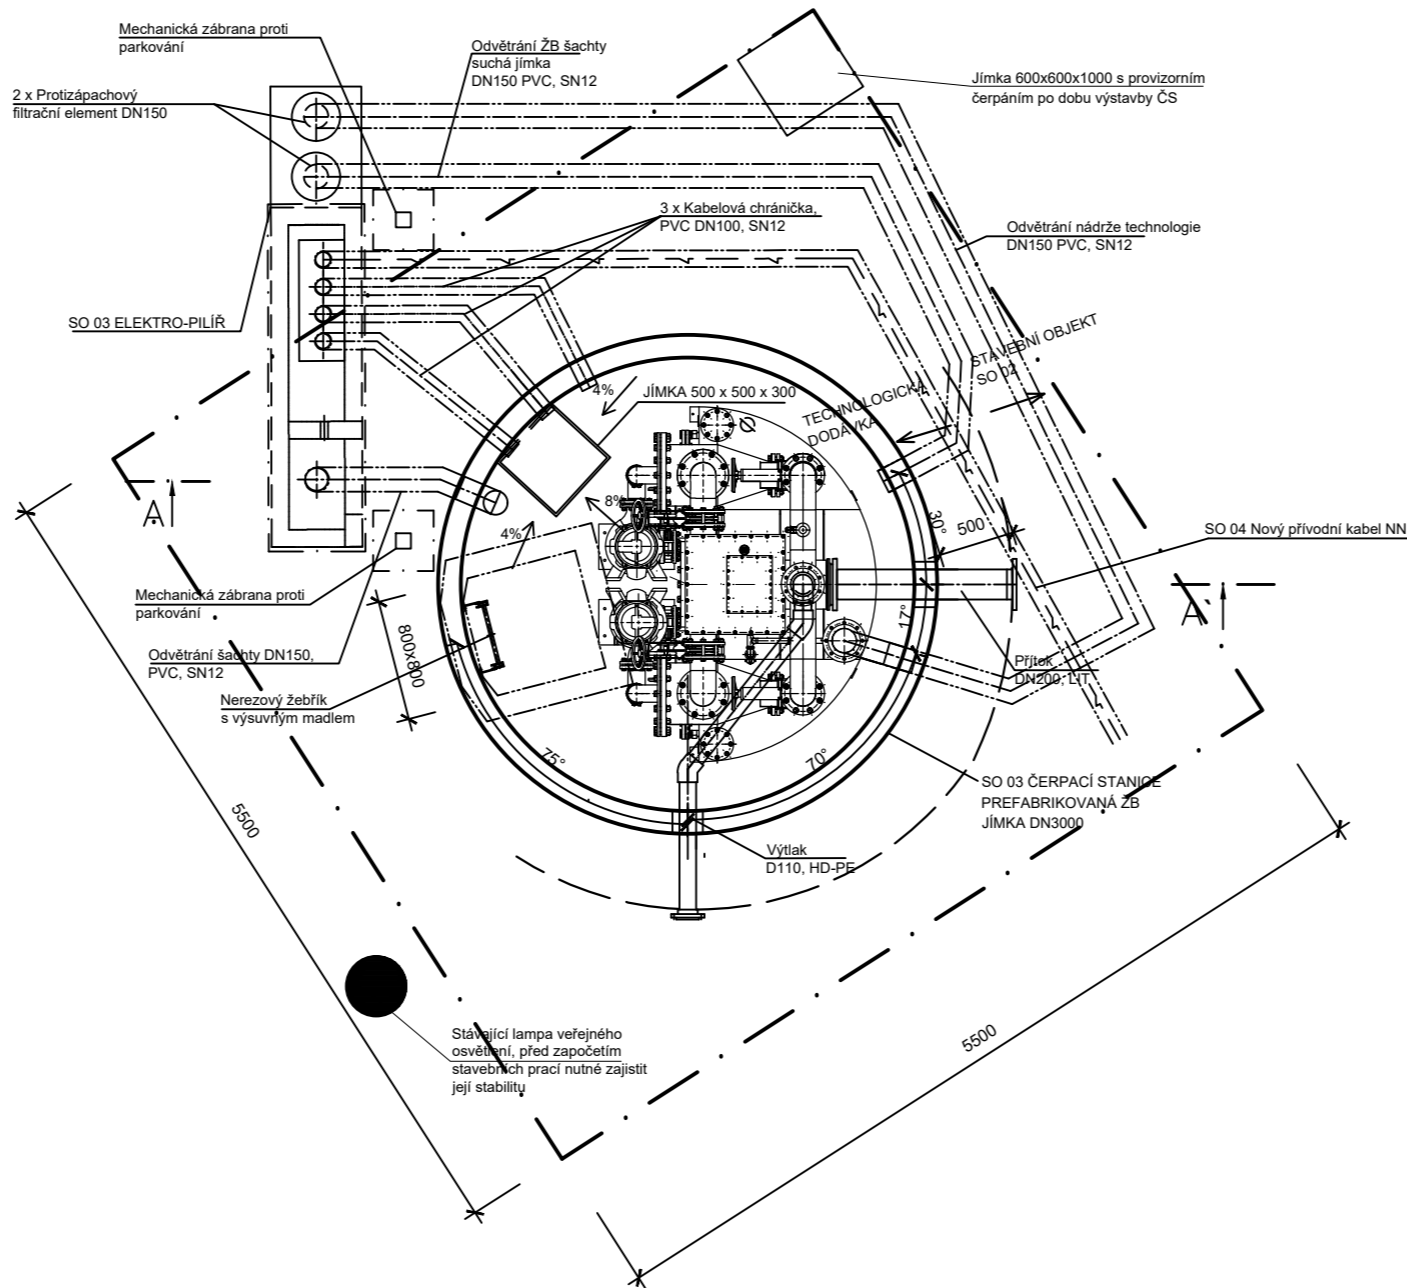 Mechanická zábrana proti
parkování
Odvětrání ŽB šachty
suchá jímka
DN150 PVC, SN12
Jímka 600x600x1000 s provizorním
čerpáním po dobu výstavby ČS
2 x Protizápachový
filtrační element DN150
3 x Kabelová chránička,
PVC DN100, SN12
Odvětrání nádrže technologie
DN150 PVC, SN12
SO 03 ELEKTRO-PILÍŘ
STAVEBNÍ OBJEKT
SO 02
4%
JÍMKA 500 x 500 x 300
TECHNOLOGICKÁ
DODÁVKA
A
8%
4%
30°
500
SO 04 Nový přívodní kabel NN
A'
Mechanická zábrana proti
parkování
17°
800x800
Odvětrání šachty DN150,
PVC, SN12
Přítok
DN200, LIT
Nerezový žebřík
s výsuvným madlem
75°
70°
SO 03 ČERPACÍ STANICE
PREFABRIKOVANÁ ŽB
JÍMKA DN3000
5500
Výtlak
D110, HD-PE
5500
Stávající lampa veřejného
osvětlení, před započetím
stavebních prací nutné zajistit
její stabilitu